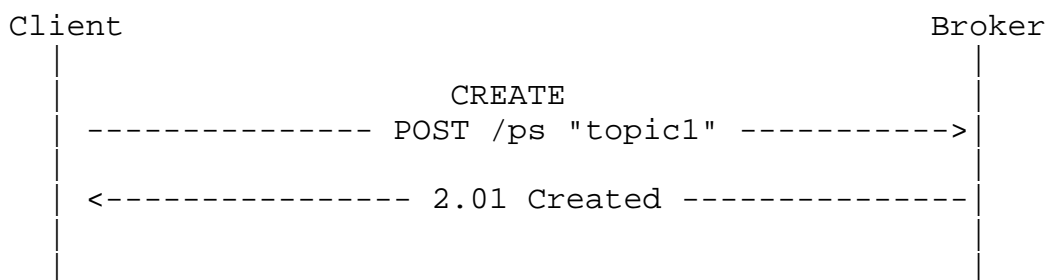 Client Broker
CREATE
--------------- POST /ps "topic1" ----------->
<---------------- 2.01 Created ---------------